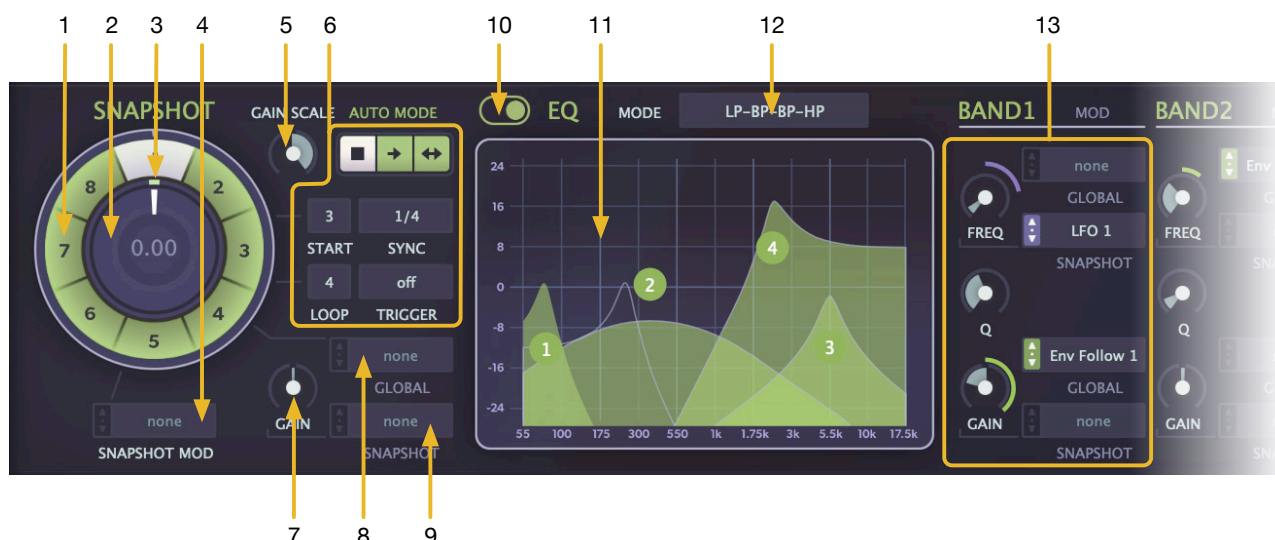 1 2 3 4 5 6 10 11 12 13
SNAPSHOT GAIN SCALE AUTO MODE EQ MODE LP-BP-BP-HP BAND1 MOD BAND2
8 2
7 3
6 4
5
0.00
3 1/4
START SYNC
4 off
LOOP TRIGGER
none
GLOBAL
GAIN none
SNAPSHOT
none
SNAPSHOT MOD
24
16
8
0
-8
-16
-24
1 2 3 4
55 100 175 300 550 1k 1.75k 3k 5.5k 10k 17.5k
none
GLOBAL
FREQ LFO 1
SNAPSHOT
Q
Env Follow 1
GLOBAL
GAIN none
SNAPSHOT
Env
FREQ
Q
GAIN
7 8 9